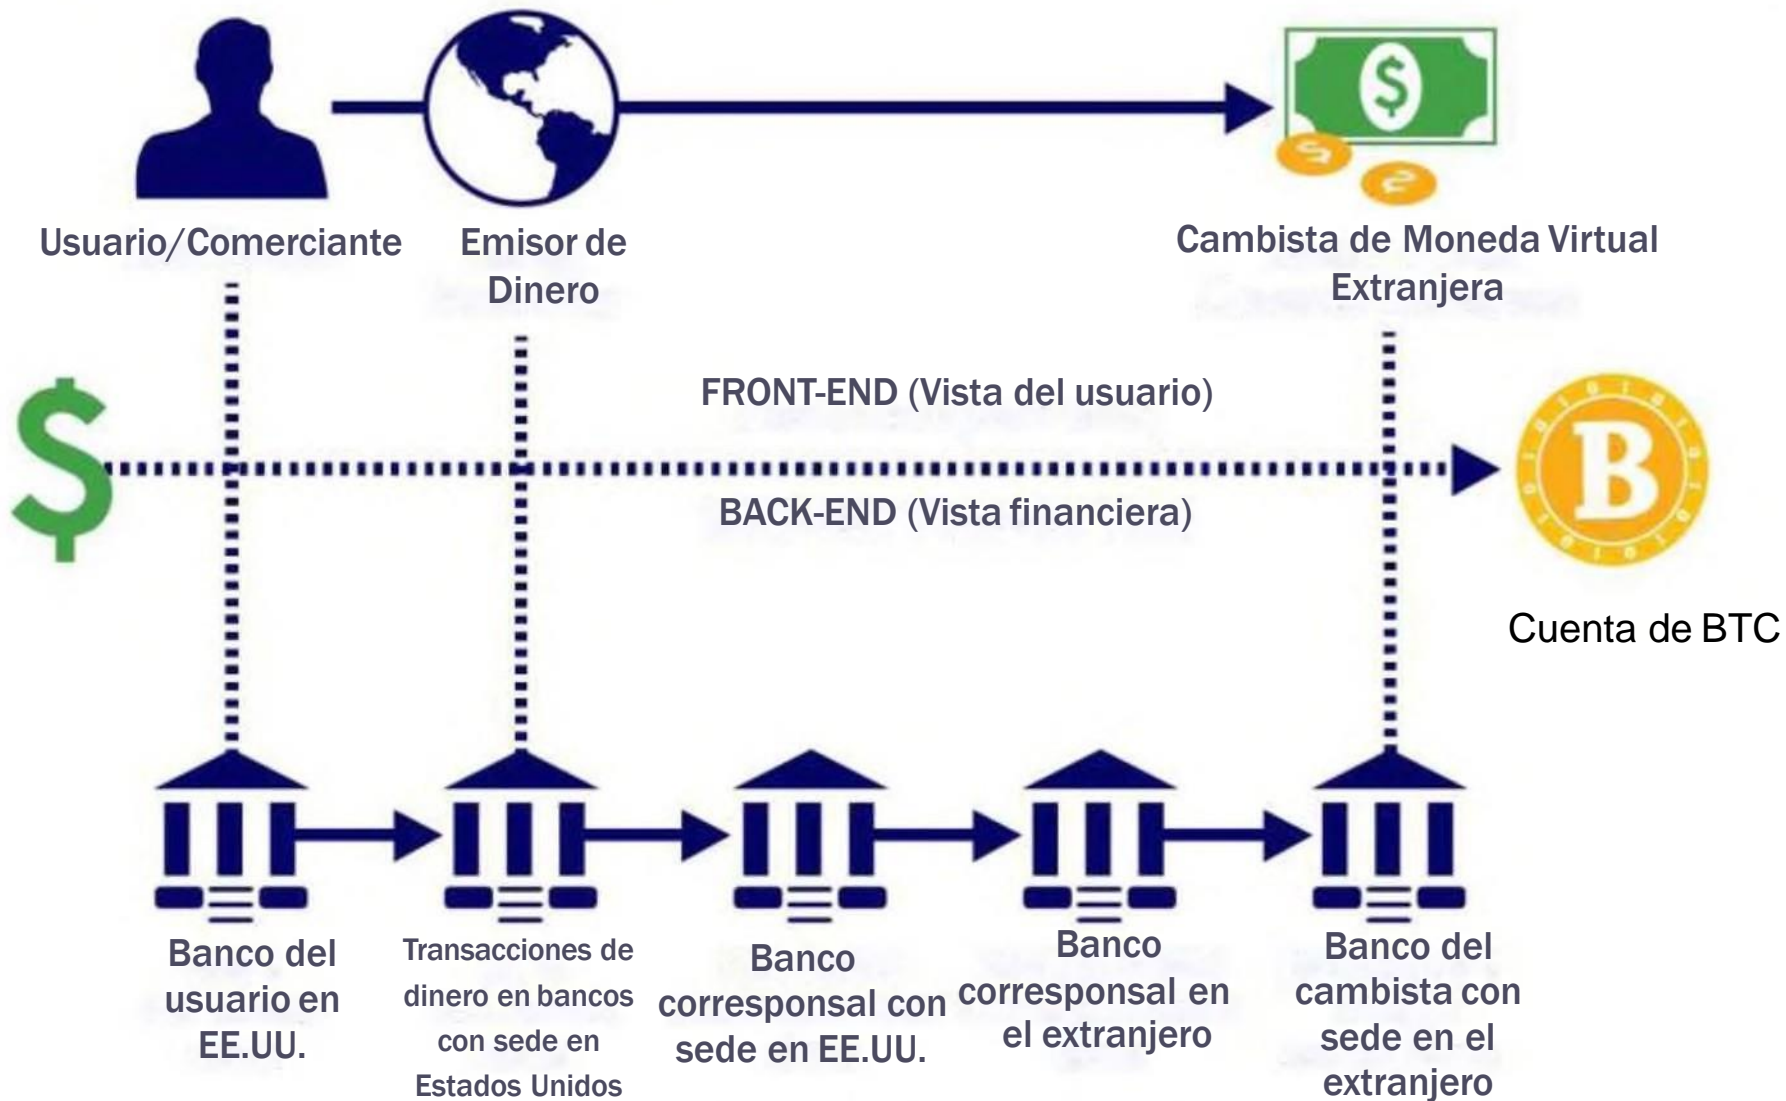 Usuario/Comerciante
Emisor de
Dinero
Cambista de Moneda Virtual
Extranjera
FRONT-END (Vista del usuario)
BACK-END (Vista financiera)
Cuenta de BTC
Banco del
usuario en
EE.UU.
Transacciones de
dinero en bancos
con sede en
Estados Unidos
Banco
corresponsal con
sede en EE.UU.
Banco
corresponsal en
el extranjero
Banco del
cambista con
sede en el
extranjero